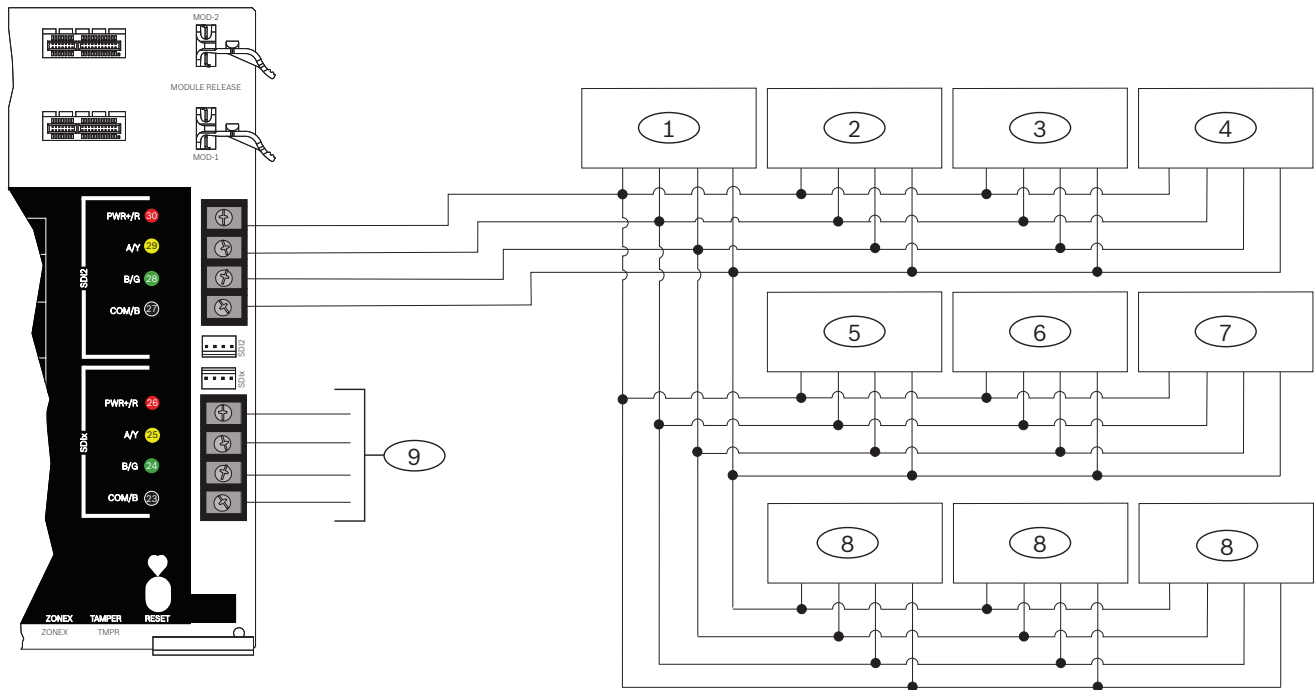 MOD-2
MODULE RELEASE
MOD-1
SDI2
PWR+/R 30
A/Y 29
B/G 28
COM/B 27
SDI2
SDIx
SDIx
PWR+/R 26
A/Y 25
B/G 24
COM/B 23
ZONEX TAMPER RESET
ZONEX TMPR
1 2 3 4
5 6 7
8 8 8
9